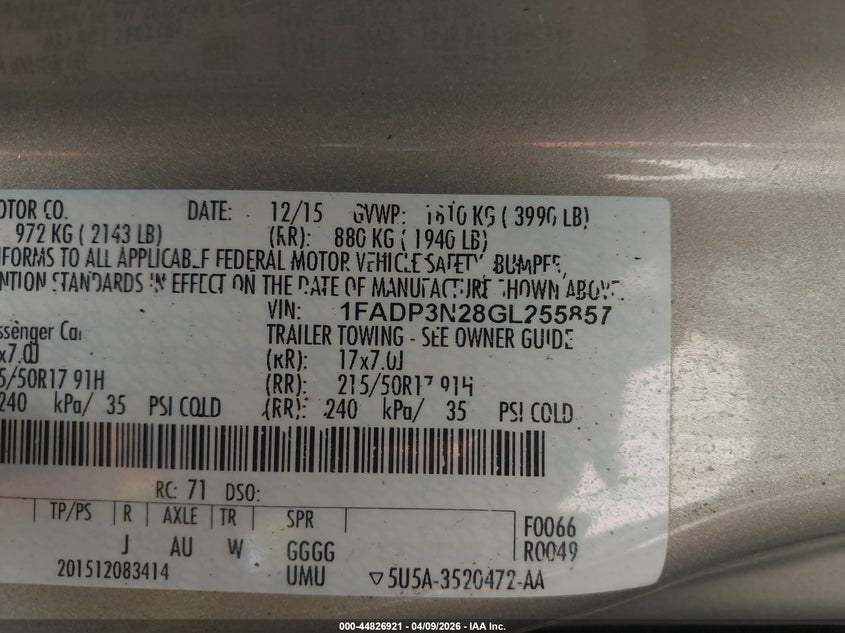 OTOR CO. DATE: 12/15 GVWR: 1810 KG ( 3990 LB)
972 KG ( 2143 LB) (RR): 880 KG ( 1940 LB)
NFORMS TO ALL APPLICABLE FEDERAL MOTOR VEHICLE SAFETY, BUMPER,
NTION STANDARDS IN EFFECT ON THE DATE OF MANUFACTURE SHOWN ABOVE.
VIN: 1FADP3N28GL255857
ssenger Car TRAILER TOWING - SEE OWNER GUIDE
x7.0J (RR): 17x7.0J
5/50R17 91H (RR): 215/50R17 91H
240 kPa/ 35 PSI COLD (RR): 240 kPa/ 35 PSI COLD
RC: 71 DSO:
TP/PS R AXLE TR SPR F0066
J AU W GGGG R0049
201512083414 UMU 5U5A-3520472-AA
000-44826921 - 04/09/2026 - IAA Inc.